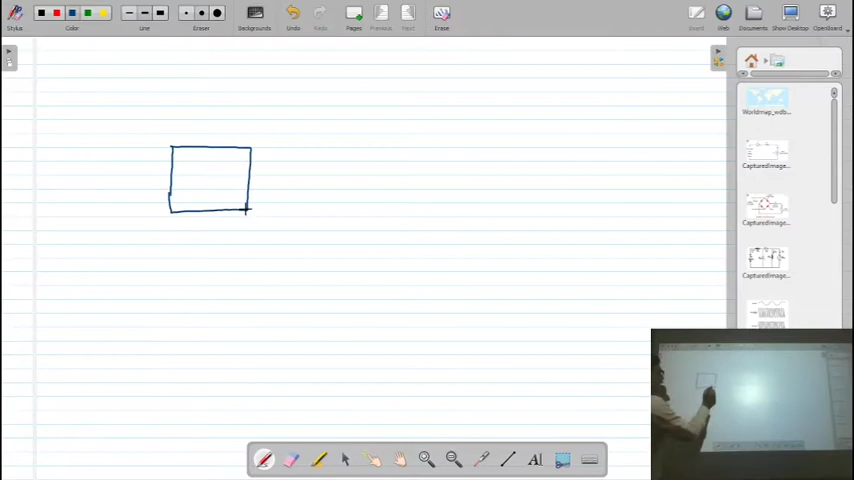 Stylus Color Line Eraser Backgrounds Undo Redo Pages Previous Next Erase Board Web Documents Show Desktop OpenBoard
Worldmap_wdb...
CapturedImage...
CapturedImage...
CapturedImage...